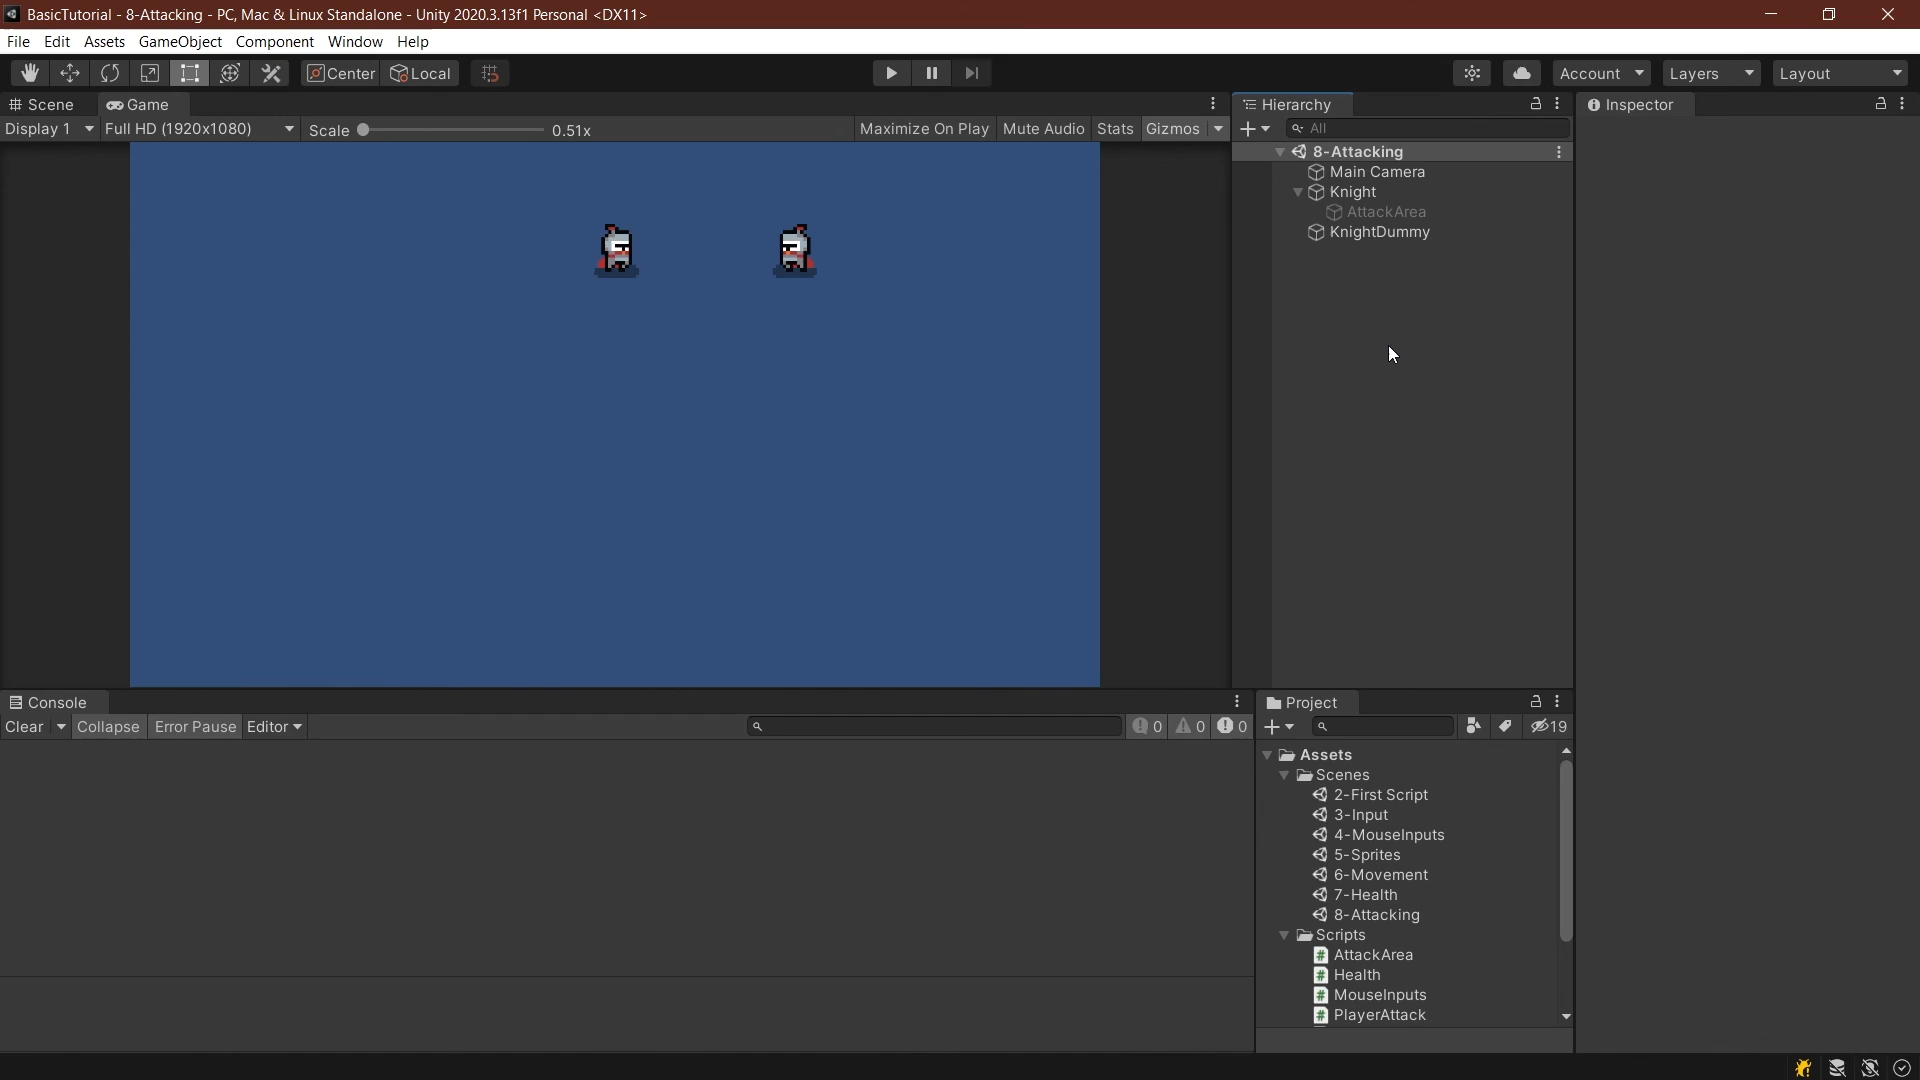 BasicTutorial - 8-Attacking - PC, Mac & Linux Standalone - Unity 2020.3.13f1 Personal <DX11>
File Edit Assets GameObject Component Window Help
Center Local Account Layers Layout
Scene Game
Display 1 Full HD (1920x1080) Scale 0.51x Maximize On Play Mute Audio Stats Gizmos
Hierarchy
All
8-Attacking
Main Camera
Knight
AttackArea
KnightDummy
Inspector
Console
Clear Collapse Error Pause Editor 0 0 0
Project
19
Assets
Scenes
2-First Script
3-Input
4-MouseInputs
5-Sprites
6-Movement
7-Health
8-Attacking
Scripts
AttackArea
Health
MouseInputs
PlayerAttack